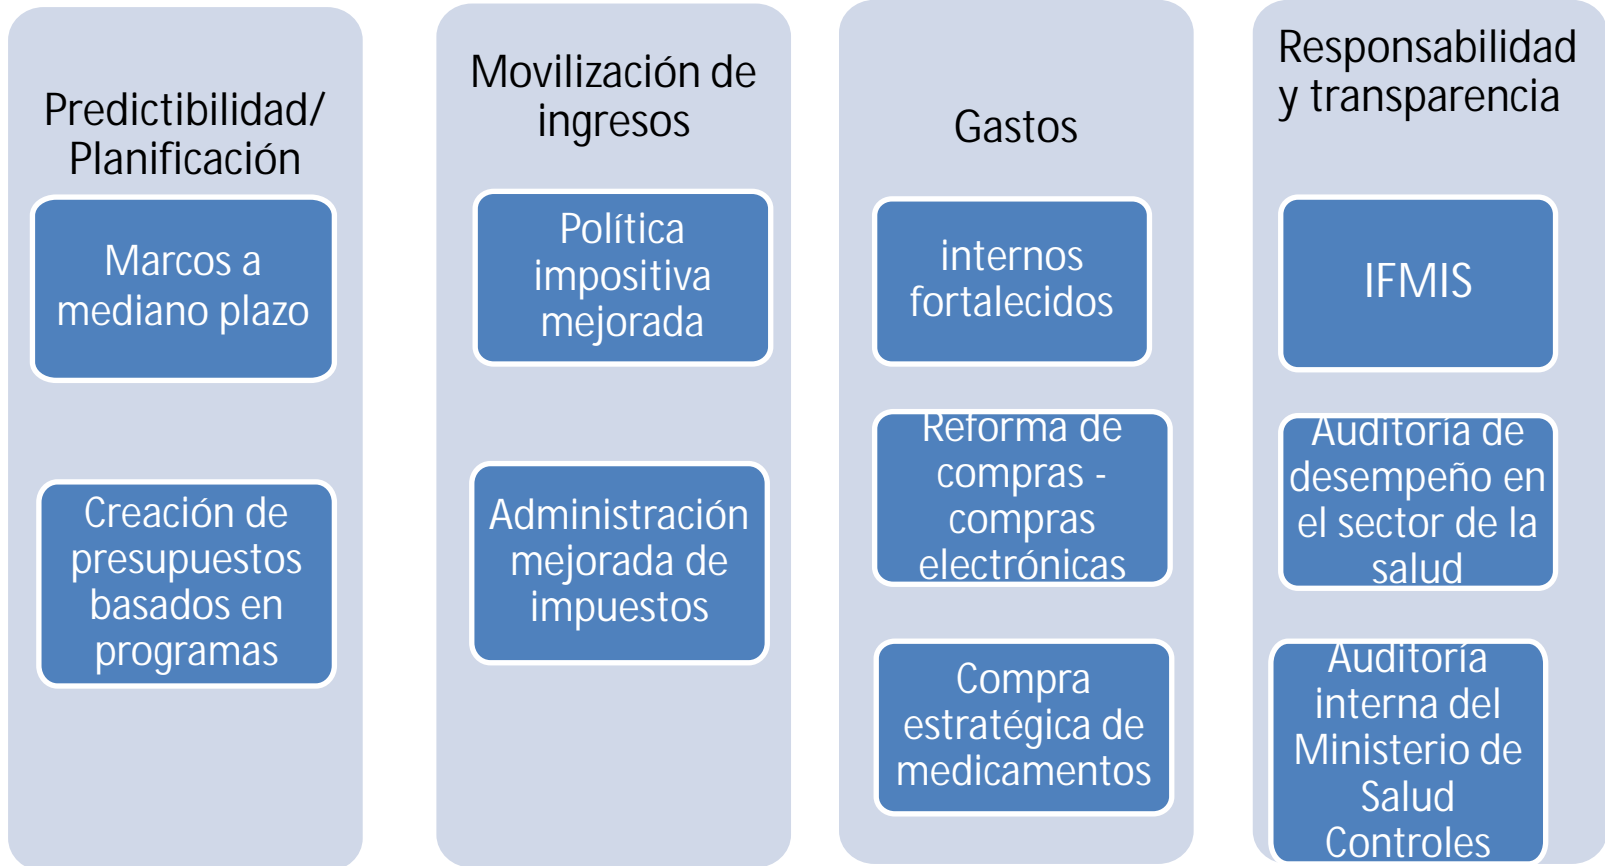 Predictibilidad/
Planificación
Marcos a
mediano plazo
Creación de
presupuestos
basados en
programas
Movilización de
ingresos
Política
impositiva
mejorada
Administración
mejorada de
impuestos
Gastos
internos
fortalecidos
Reforma de
compras -
compras
electrónicas
Compra
estratégica de
medicamentos
Responsabilidad
y transparencia
IFMIS
Auditoría de
desempeño en
el sector de la
salud
Auditoría
interna del
Ministerio de
Salud
Controles